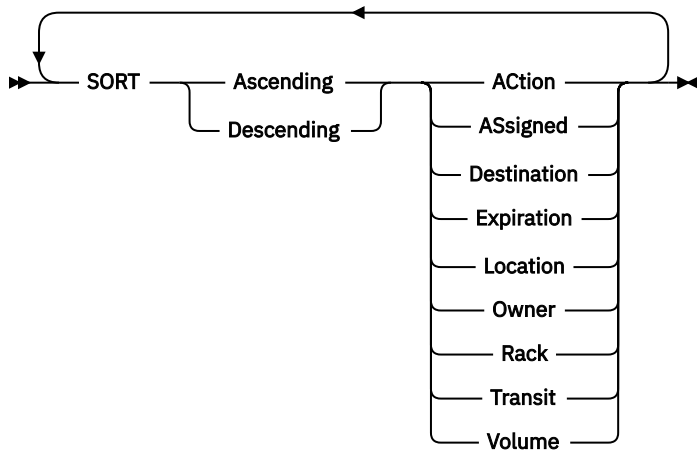 SORT Ascending ACtion
Descending ASsigned
Destination
Expiration
Location
Owner
Rack
Transit
Volume